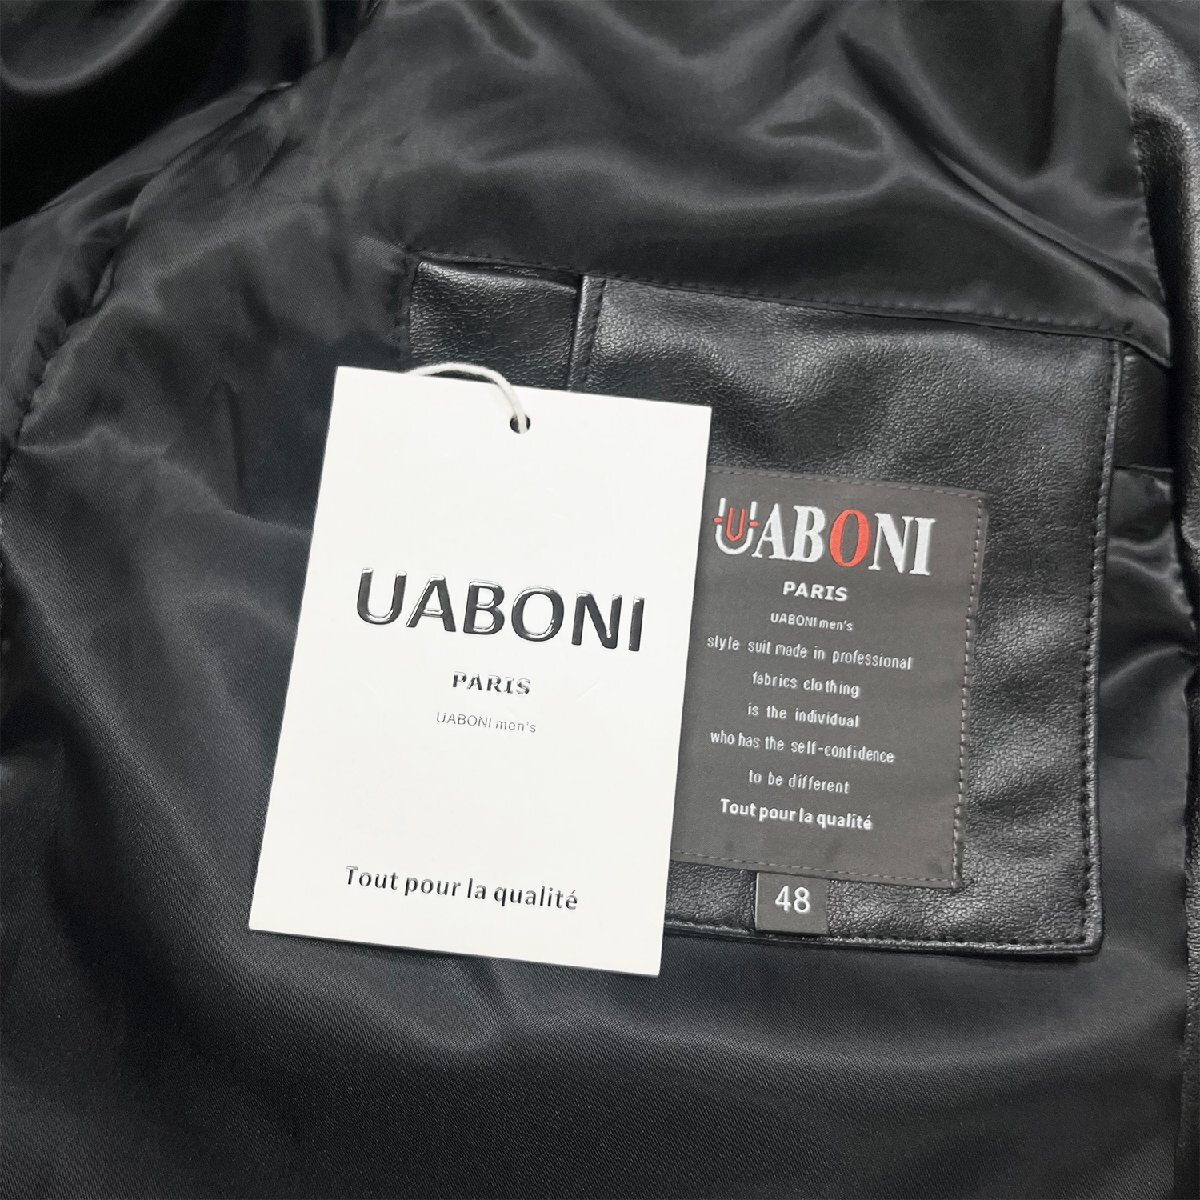 UABONI
PARIS
UABONI men's
Tout pour la qualité
UABONI
PARIS
UABONI men's
style suit made in professional
fabrics clothing
is the individual
who has the self-confidence
to be different
Tout pour la qualité
48